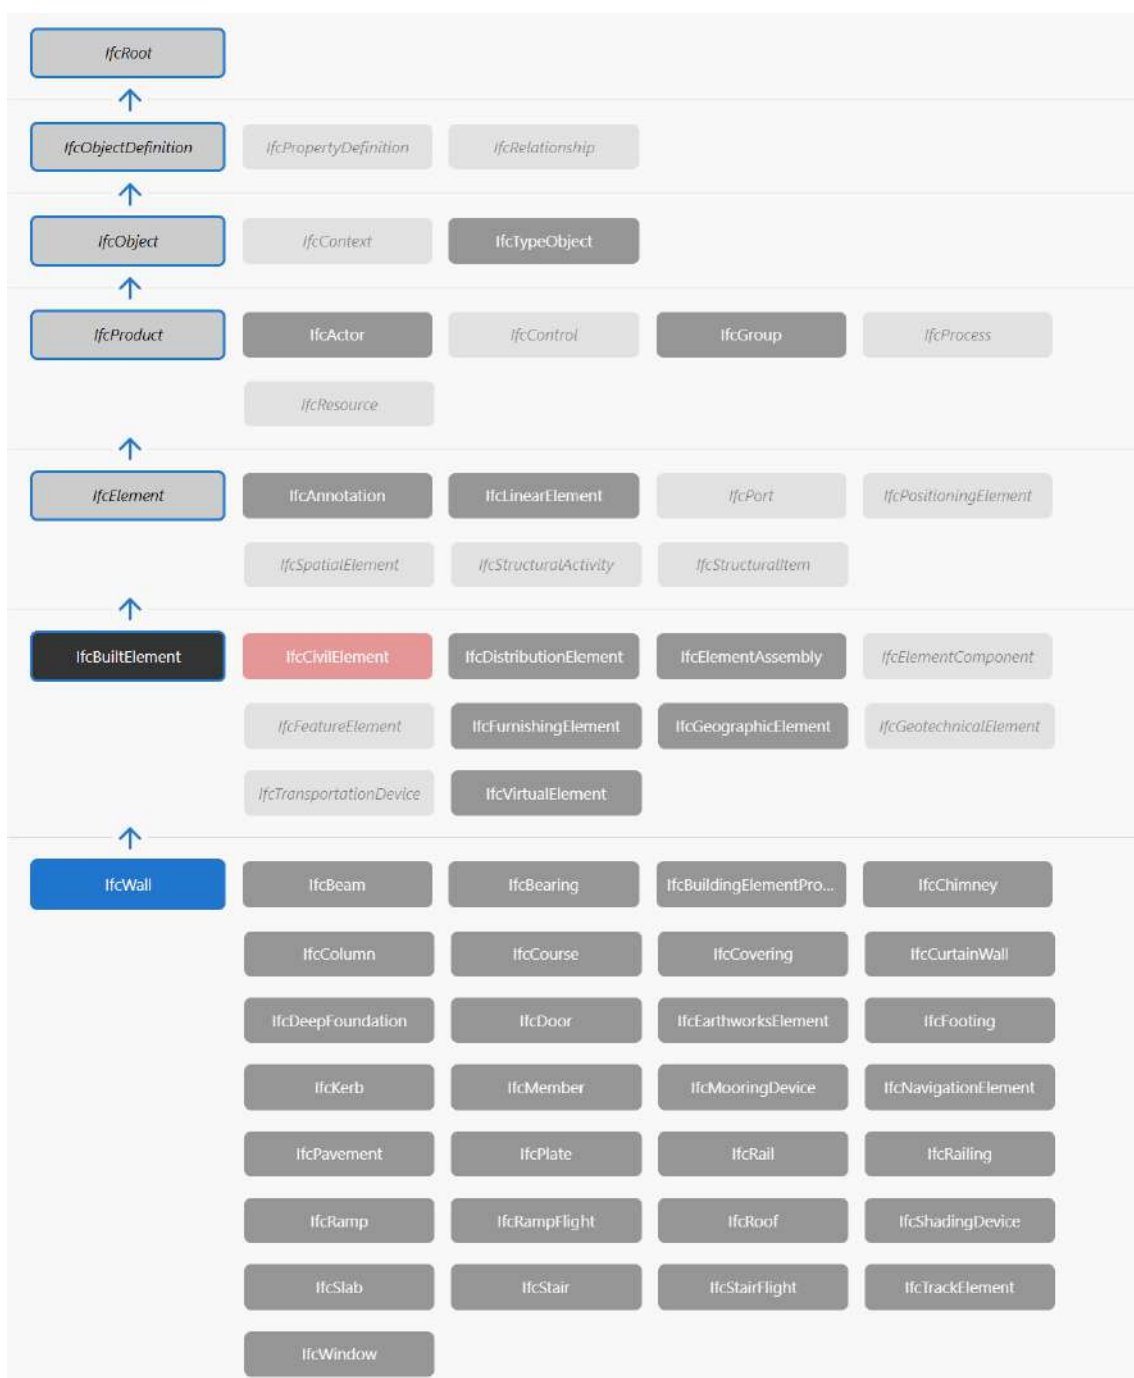 IfcRoot
IfcObjectDefinition IfcPropertyDefinition IfcRelationship
IfcObject IfcContext IfcTypeObject
IfcProduct IfcActor IfcControl IfcGroup IfcProcess
IfcResource
IfcElement IfcAnnotation IfcLinearElement IfcPort IfcPositioningElement
IfcSpatialElement IfcStructuralActivity IfcStructuralItem
IfcBuiltElement IfcCivilElement IfcDistributionElement IfcElementAssembly IfcElementComponent
IfcFeatureElement IfcFurnishingElement IfcGeographicElement IfcGeotechnicalElement
IfcTransportationDevice IfcVirtualElement
IfcWall IfcBeam IfcBearing IfcBuildingElementPro... IfcChimney
IfcColumn IfcCourse IfcCovering IfcCurtainWall
IfcDeepFoundation IfcDoor IfcEarthworksElement IfcFooting
IfcKerb IfcMember IfcMooringDevice IfcNavigationElement
IfcPavement IfcPlate IfcRail IfcRailing
IfcRamp IfcRampFlight IfcRoof IfcShadingDevice
IfcSlab IfcStair IfcStairFlight IfcTrackElement
IfcWindow